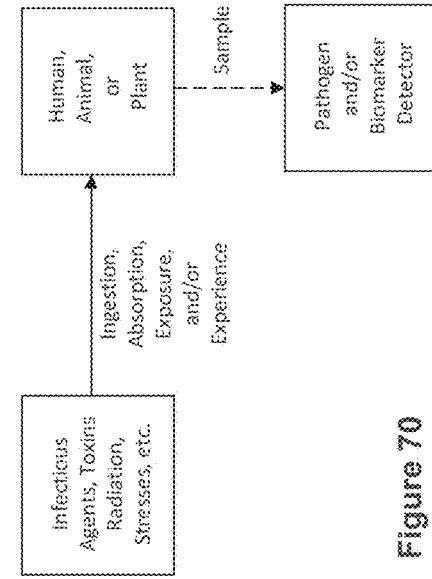 Infectious
Agents, Toxins
Radiation,
Stresses, etc.
Ingestion,
Absorption,
Exposure,
and/or
Experience
Human,
Animal,
or
Plant
Sample
Pathogen
and/or
Biomarker
Detector
Figure 70